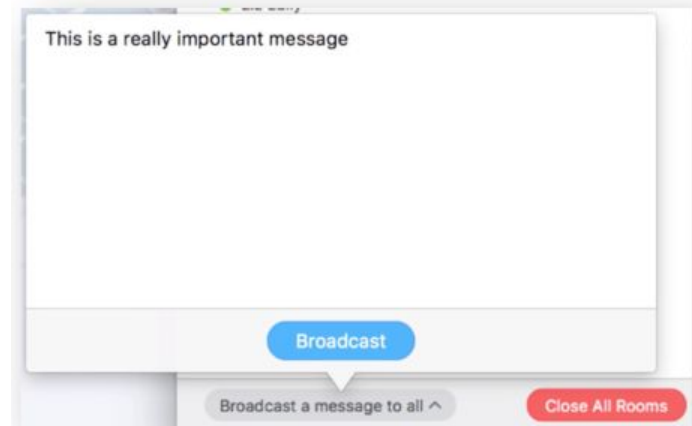 This is a really important message
Broadcast
Broadcast a message to all ^
Close All Rooms